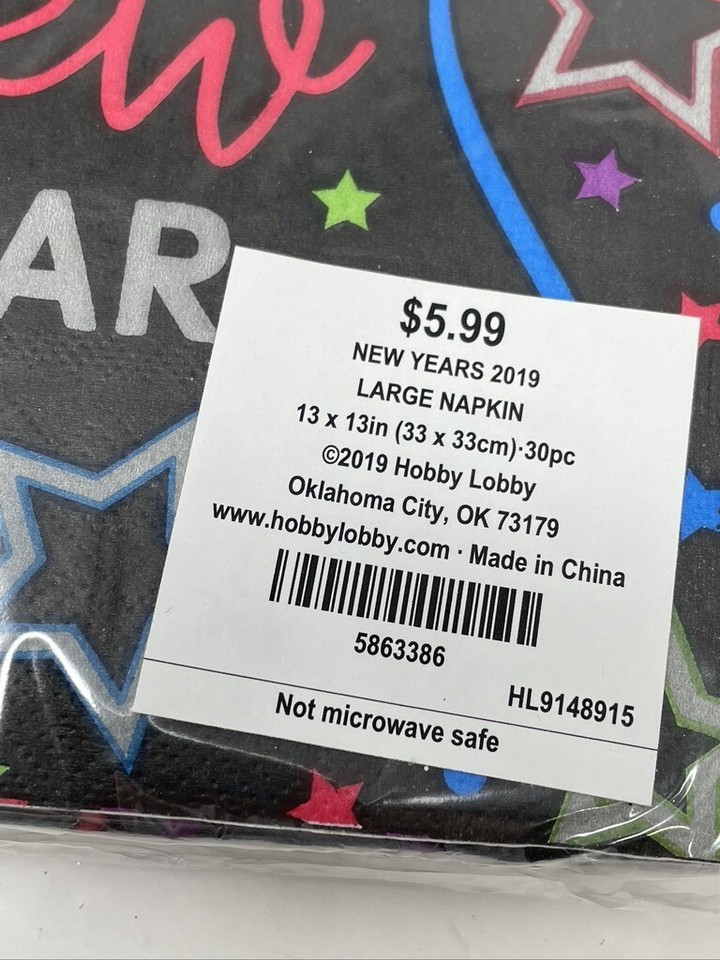 ew
AR
$5.99
NEW YEARS 2019
LARGE NAPKIN
13 x 13in (33 x 33cm)·30pc
©2019 Hobby Lobby
Oklahoma City, OK 73179
www.hobbylobby.com · Made in China
5863386
HL9148915
Not microwave safe